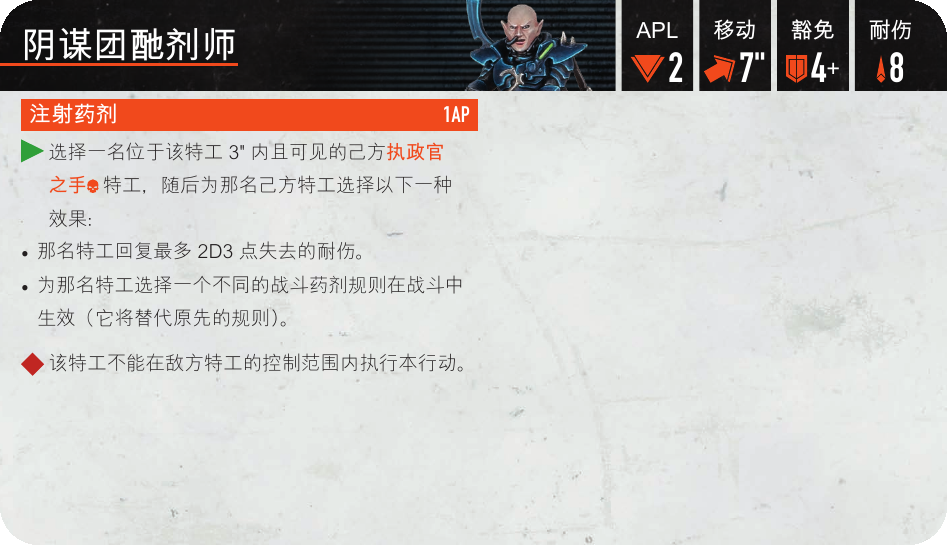 阴谋团酏剂师
APL
2
移动
7"
豁免
4+
耐伤
8
注射药剂 1AP
选择一名位于该特工 3" 内且可见的己方执政官
之手特工，随后为那名己方特工选择以下一种
效果:
• 那名特工回复最多 2D3 点失去的耐伤。
• 为那名特工选择一个不同的战斗药剂规则在战斗中
生效（它将替代原先的规则）。
该特工不能在敌方特工的控制范围内执行本行动。